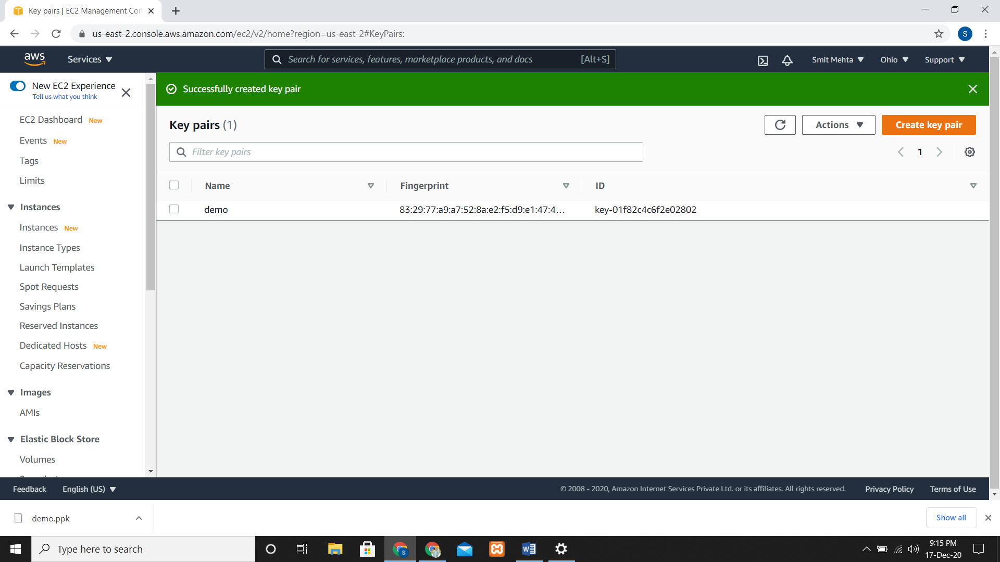 Key pairs | EC2 Management Con
us-east-2.console.aws.amazon.com/ec2/v2/home?region=us-east-2#KeyPairs:
S
aws
Services
Search for services, features, marketplace products, and docs
[Alt+S]
Smit Mehta
Ohio
Support
New EC2 Experience
Tell us what you think
EC2 Dashboard New
Events New
Tags
Limits
Instances
Instances New
Instance Types
Launch Templates
Spot Requests
Savings Plans
Reserved Instances
Dedicated Hosts New
Capacity Reservations
Images
AMIs
Elastic Block Store
Volumes
Successfully created key pair
Key pairs (1)
Actions
Create key pair
Filter key pairs
1
Name
Fingerprint
ID
demo
83:29:77:a9:a7:52:8a:e2:f5:d9:e1:47:4...
key-01f82c4c6f2e02802
Feedback
English (US)
© 2008 - 2020, Amazon Internet Services Private Ltd. or its affiliates. All rights reserved.
Privacy Policy
Terms of Use
demo.ppk
Show all
Type here to search
9:15 PM
17-Dec-20